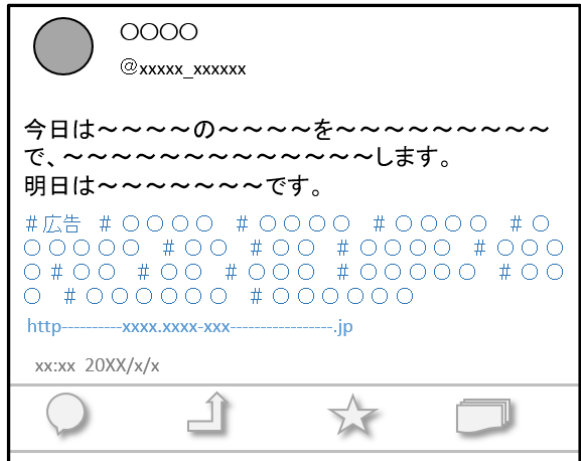 〇〇〇〇
@xxxxx_xxxxxx
今日は～～～～の～～～～を～～～～～～～～～
で、～～～～～～～～～～～～～します。
明日は～～～～～～～です。
＃広告 ＃〇〇〇〇 ＃〇〇〇〇 ＃〇〇〇〇 ＃〇
〇〇〇〇〇 ＃〇〇 ＃〇〇 ＃〇〇〇〇 ＃〇〇〇
〇＃〇〇 ＃〇〇 ＃〇〇〇 ＃〇〇〇〇〇 ＃〇〇
〇 ＃〇〇〇〇〇〇 ＃〇〇〇〇〇〇
http----------xxxx.xxxx-xxx-----------------.jp
xx:xx 20XX/x/x